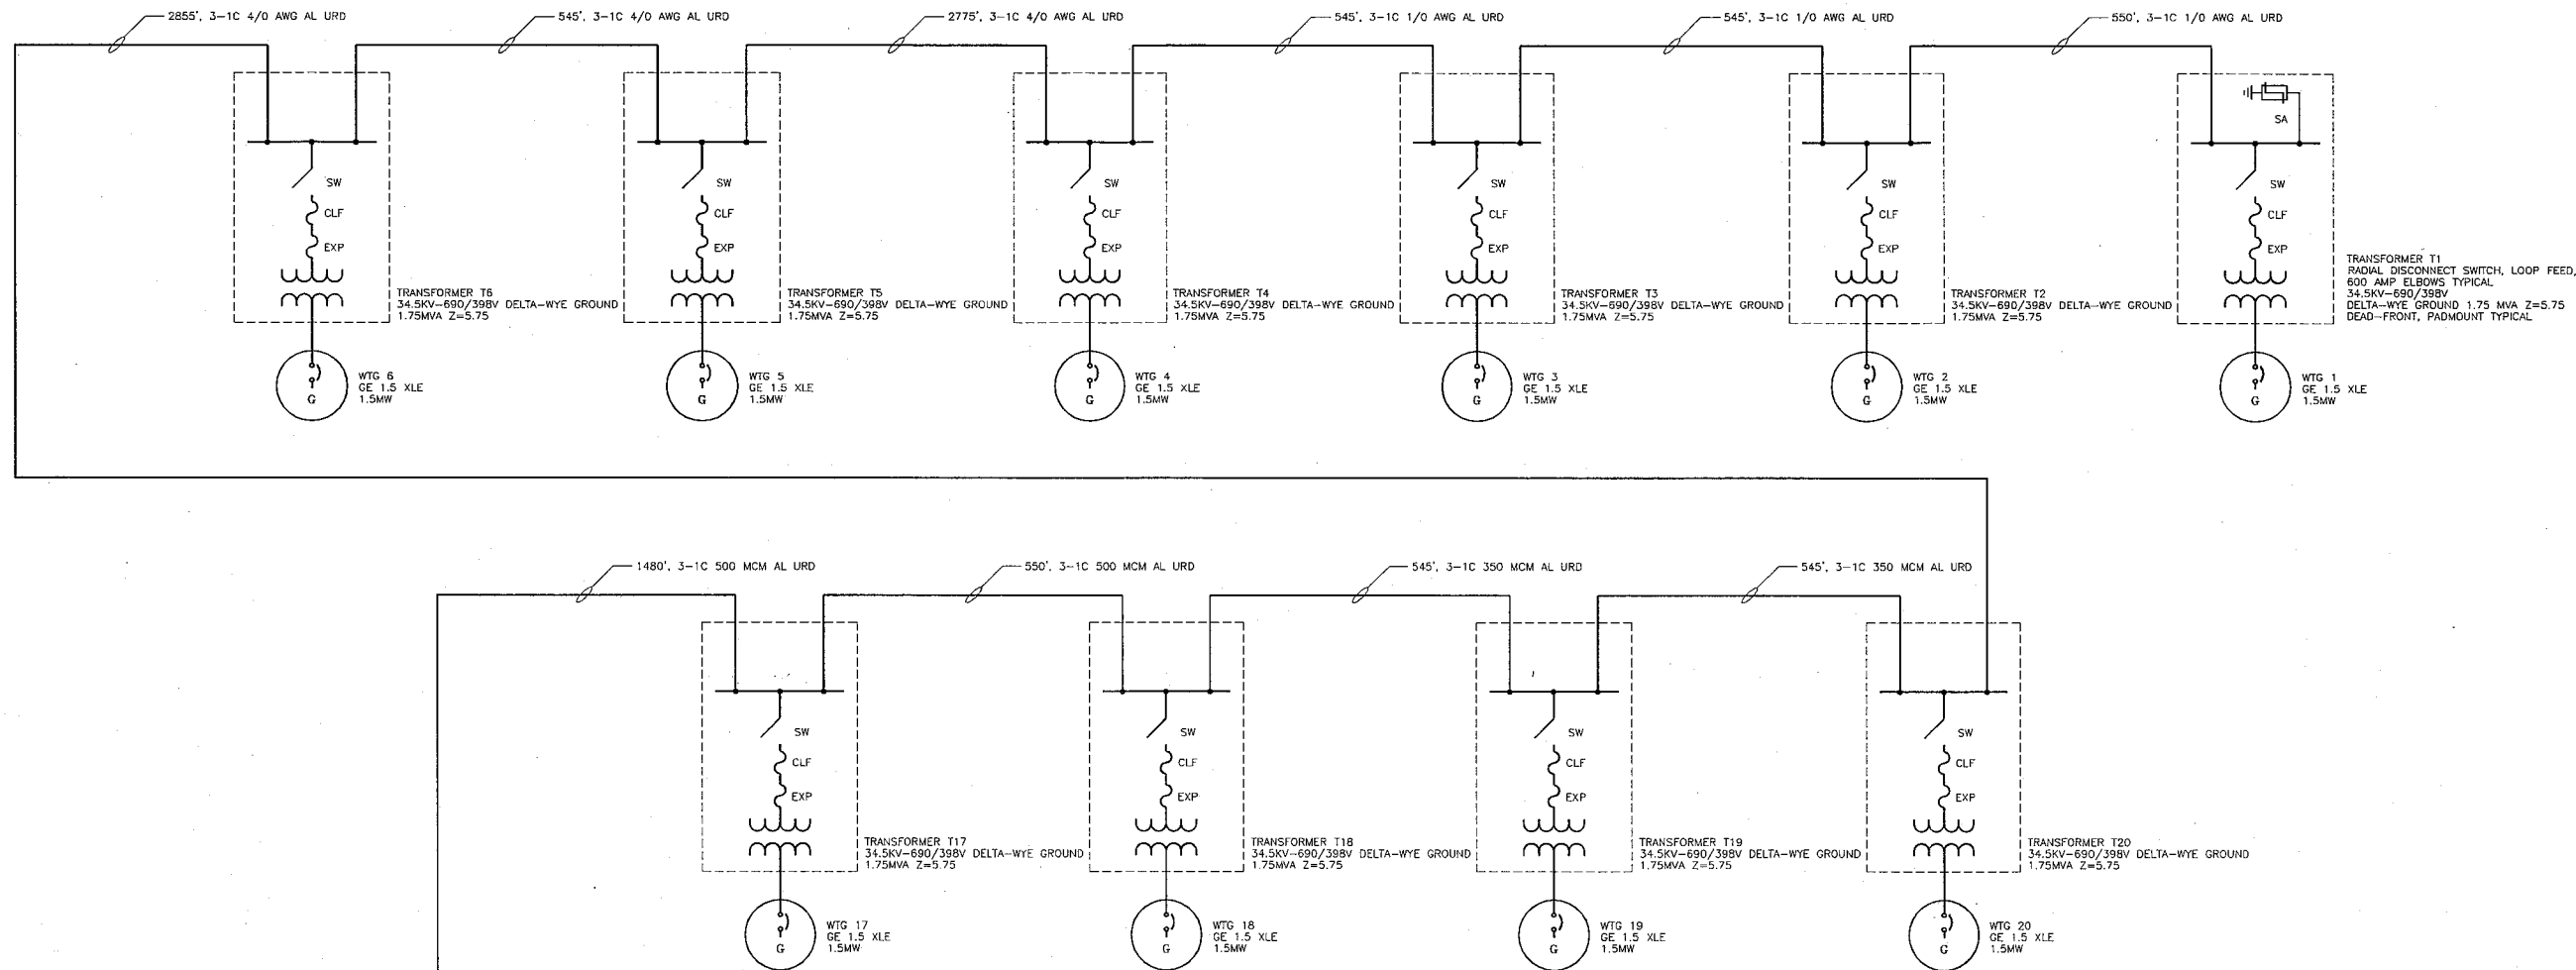 2855', 3-1C 4/0 AWG AL URD
545', 3-1C 4/0 AWG AL URD
2775', 3-1C 4/0 AWG AL URD
545', 3-1C 1/0 AWG AL URD
545', 3-1C 1/0 AWG AL URD
550', 3-1C 1/0 AWG AL URD
SW
CLF
EXP
TRANSFORMER T6
34.5KV-690/398V DELTA-WYE GROUND
1.75MVA Z=5.75
WTG 6
GE 1.5 XLE
1.5MW
G
SW
CLF
EXP
TRANSFORMER T5
34.5KV-690/398V DELTA-WYE GROUND
1.75MVA Z=5.75
WTG 5
GE 1.5 XLE
1.5MW
G
SW
CLF
EXP
TRANSFORMER T4
34.5KV-690/398V DELTA-WYE GROUND
1.75MVA Z=5.75
WTG 4
GE 1.5 XLE
1.5MW
G
SW
CLF
EXP
TRANSFORMER T3
34.5KV-690/398V DELTA-WYE GROUND
1.75MVA Z=5.75
WTG 3
GE 1.5 XLE
1.5MW
G
SW
CLF
EXP
TRANSFORMER T2
34.5KV-690/398V DELTA-WYE GROUND
1.75MVA Z=5.75
WTG 2
GE 1.5 XLE
1.5MW
G
SA
SW
CLF
EXP
TRANSFORMER T1
RADIAL DISCONNECT SWITCH, LOOP FEED,
600 AMP ELBOWS TYPICAL
34.5KV-690/398V
DELTA-WYE GROUND 1.75 MVA Z=5.75
DEAD-FRONT, PADMOUNT TYPICAL
WTG 1
GE 1.5 XLE
1.5MW
G
1480', 3-1C 500 MCM AL URD
550', 3-1C 500 MCM AL URD
545', 3-1C 350 MCM AL URD
545', 3-1C 350 MCM AL URD
SW
CLF
EXP
TRANSFORMER T17
34.5KV-690/398V DELTA-WYE GROUND
1.75MVA Z=5.75
WTG 17
GE 1.5 XLE
1.5MW
G
SW
CLF
EXP
TRANSFORMER T18
34.5KV-690/398V DELTA-WYE GROUND
1.75MVA Z=5.75
WTG 18
GE 1.5 XLE
1.5MW
G
SW
CLF
EXP
TRANSFORMER T19
34.5KV-690/398V DELTA-WYE GROUND
1.75MVA Z=5.75
WTG 19
GE 1.5 XLE
1.5MW
G
SW
CLF
EXP
TRANSFORMER T20
34.5KV-690/398V DELTA-WYE GROUND
1.75MVA Z=5.75
WTG 20
GE 1.5 XLE
1.5MW
G